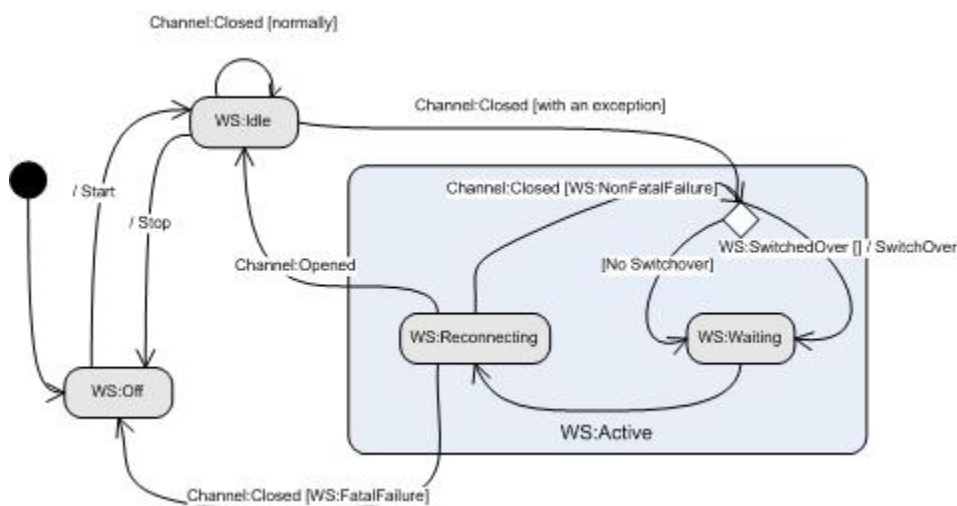 Channel:Closed [normally]
Channel:Closed [with an exception]
WS:Idle
Channel:Closed [WS:NonFatalFailure]
/ Start
/ Stop
WS:SwitchedOver [] / SwitchOver
Channel:Opened
[No Switchover]
WS:Reconnecting
WS:Waiting
WS:Off
WS:Active
Channel:Closed [WS:FatalFailure]